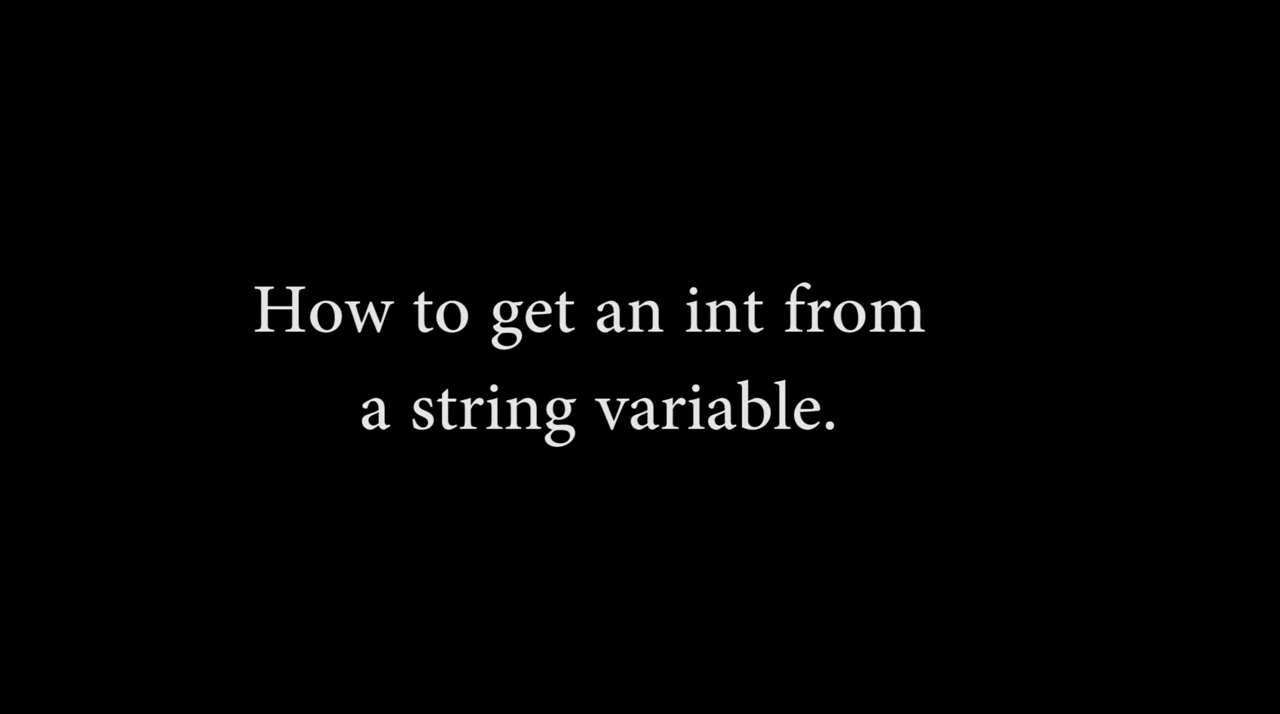 How to get an int from
a string variable.